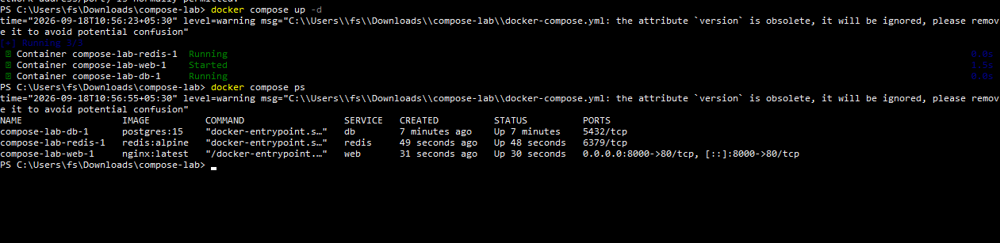 etwork address/port) is normally permitted.
PS C:\Users\fs\Downloads\compose-lab> docker compose up -d
time="2026-09-18T10:56:23+05:30" level=warning msg="C:\\Users\\fs\\Downloads\\compose-lab\\docker-compose.yml: the attribute `version` is obsolete, it will be ignored, please remov
e it to avoid potential confusion"
[+] Running 3/3
Container compose-lab-redis-1 Running 0.0s
Container compose-lab-web-1 Started 1.5s
Container compose-lab-db-1 Running 0.0s
PS C:\Users\fs\Downloads\compose-lab> docker compose ps
time="2026-09-18T10:56:55+05:30" level=warning msg="C:\\Users\\fs\\Downloads\\compose-lab\\docker-compose.yml: the attribute `version` is obsolete, it will be ignored, please remov
e it to avoid potential confusion"
NAME IMAGE COMMAND SERVICE CREATED STATUS PORTS
compose-lab-db-1 postgres:15 "docker-entrypoint.s…" db 7 minutes ago Up 7 minutes 5432/tcp
compose-lab-redis-1 redis:alpine "docker-entrypoint.s…" redis 49 seconds ago Up 48 seconds 6379/tcp
compose-lab-web-1 nginx:latest "/docker-entrypoint.…" web 31 seconds ago Up 30 seconds 0.0.0.0:8000->80/tcp, [::]:8000->80/tcp
PS C:\Users\fs\Downloads\compose-lab>